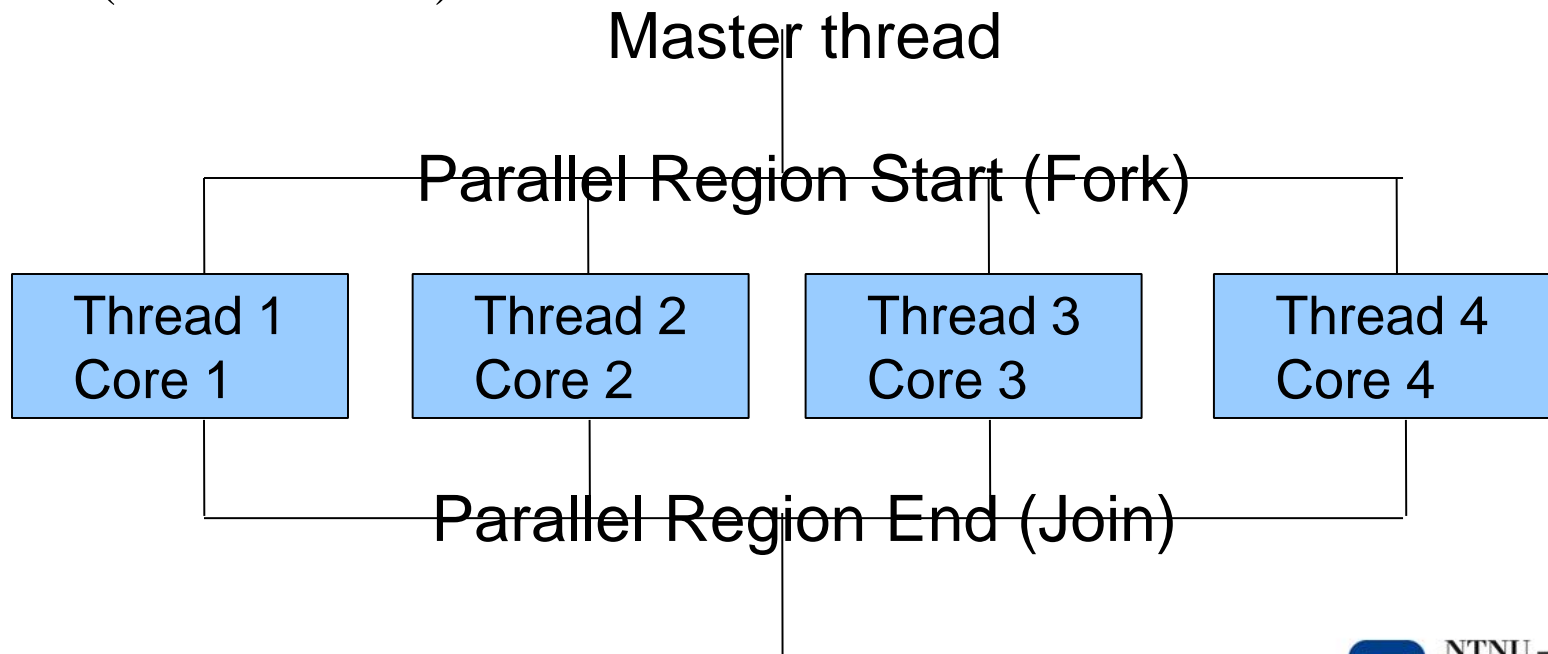 Master thread
Parallel Region Start (Fork)
Thread 1
Core 1
Thread 2
Core 2
Thread 3
Core 3
Thread 4
Core 4
Parallel Region End (Join)
NTNU –